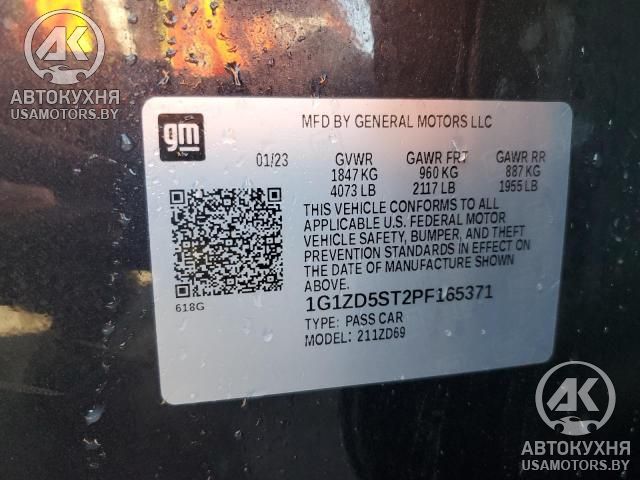 AK
АВТОКУХНЯ
USAMOTORS.BY
gm
MFD BY GENERAL MOTORS LLC
01/23 GVWR GAWR FRT GAWR RR
1847 KG 960 KG 887 KG
4073 LB 2117 LB 1955 LB
THIS VEHICLE CONFORMS TO ALL
APPLICABLE U.S. FEDERAL MOTOR
VEHICLE SAFETY, BUMPER, AND THEFT
PREVENTION STANDARDS IN EFFECT ON
THE DATE OF MANUFACTURE SHOWN ABOVE.
618G
1G1ZD5ST2PF165371
TYPE: PASS CAR
MODEL: 211ZD69
AK
АВТОКУХНЯ
USAMOTORS.BY